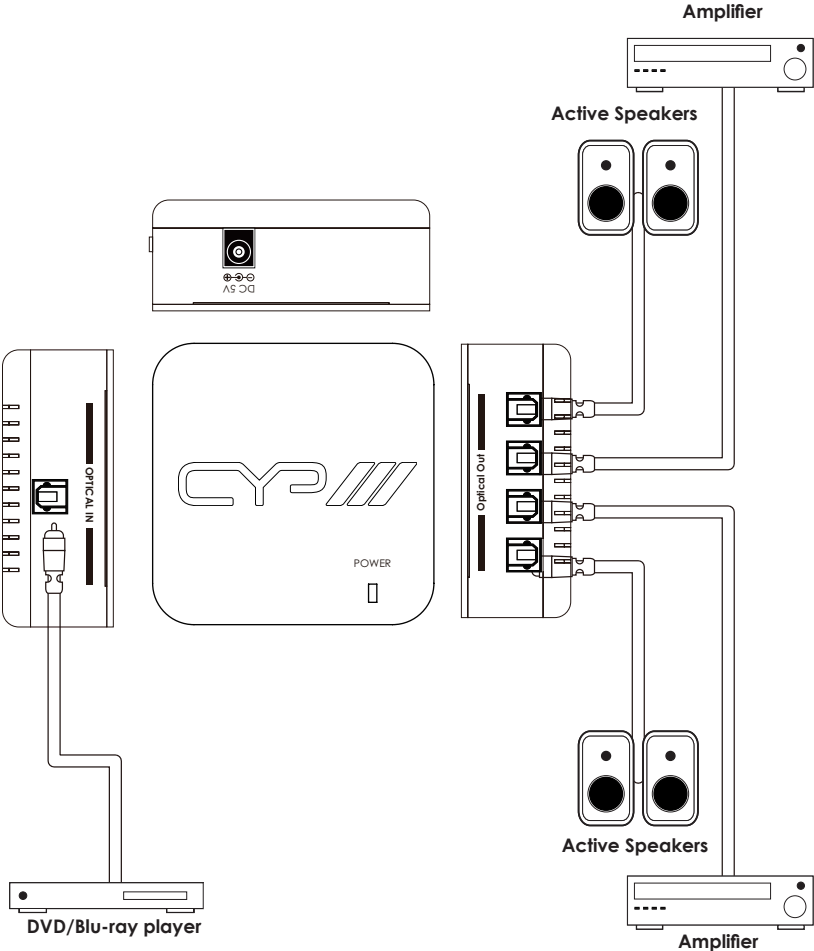 Amplifier
Active Speakers
DC 5V
OPTICAL IN
Optical Out
CYP
POWER
Active Speakers
DVD/Blu-ray player
Amplifier